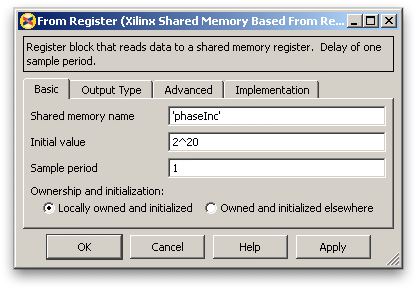 From Register (Xilinx Shared Memory Based From Re...
Register block that reads data to a shared memory register. Delay of one
sample period.
Basic Output Type Advanced Implementation
Shared memory name 'phaseInc'
Initial value 2^20
Sample period 1
Ownership and initialization:
Locally owned and initialized Owned and initialized elsewhere
OK Cancel Help Apply